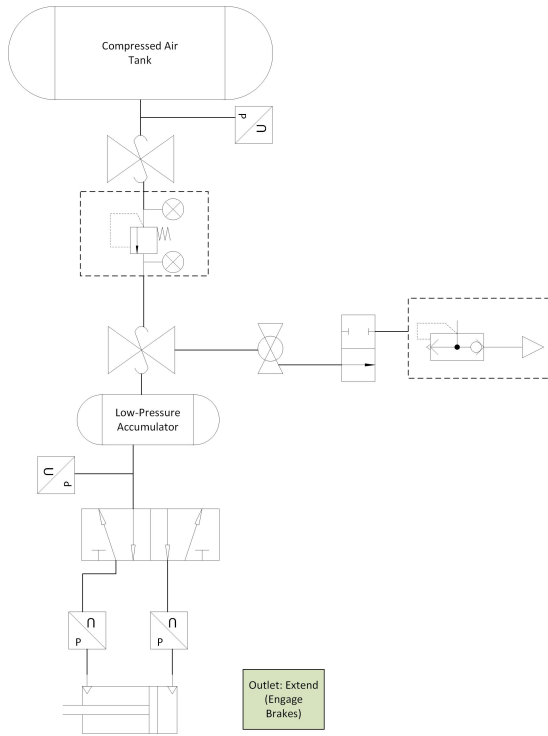 Compressed Air
Tank
P
U
Low-Pressure
Accumulator
U
P
U
P
U
P
Outlet: Extend
(Engage
Brakes)